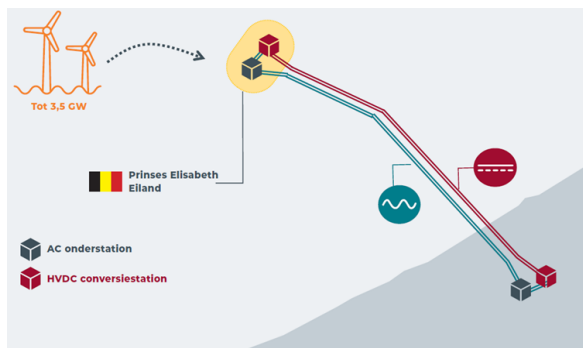 Tot 3,5 GW
Prinses Elisabeth
Eiland
AC onderstation
HVDC conversiestation